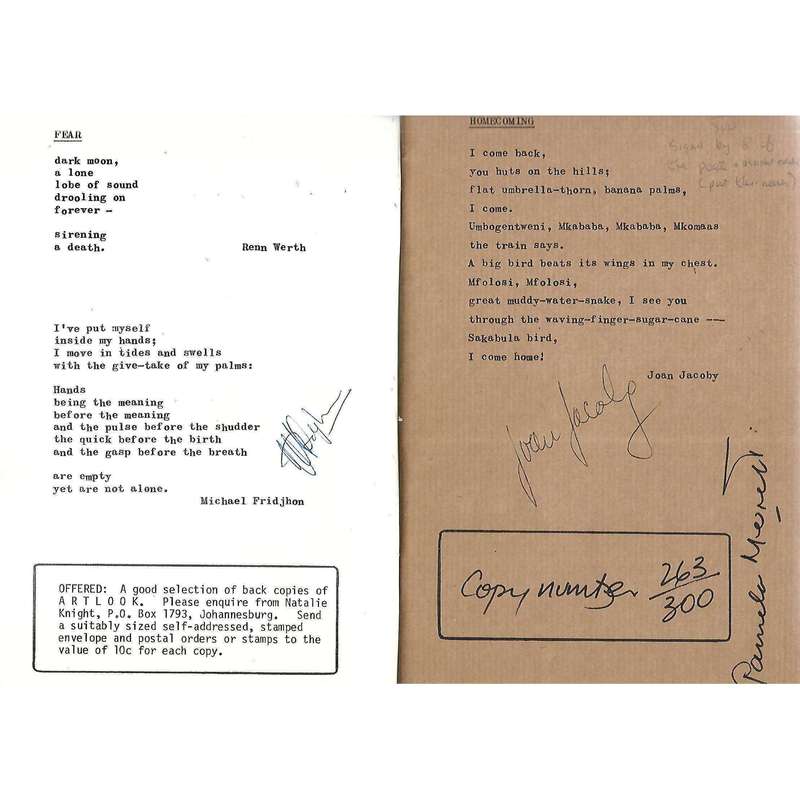 FEAR
dark moon,
a lone
lobe of sound
drooling on
forever -
sirening
a death. Renn Werth
I've put myself
inside my hands;
I move in tides and swells
with the give-take of my palms:
Hands
being the meaning
before the meaning
and the pulse before the shudder
the quick before the birth
and the gasp before the breath
are empty
yet are not alone.
Michael Fridjhon
OFFERED: A good selection of back copies of
A R T L O O K. Please enquire from Natalie
Knight, P.O. Box 1793, Johannesburg. Send
a suitably sized self-addressed, stamped
envelope and postal orders or stamps to the
value of 10c for each copy.
HOMECOMING
Signed by 8 of
the poets
I come back,
you huts on the hills;
flat umbrella-thorn, banana palms,
I come.
Umbogentweni, Mkababa, Mkababa, Mkomaas
the train says.
A big bird beats its wings in my chest.
Mfolosi, Mfolosi,
great muddy-water-snake, I see you
through the waving-finger-sugar-cane ---
Sakabula bird,
I come home!
Joan Jacoby
Joan Jacoby
Copy number 263/300
Pamela